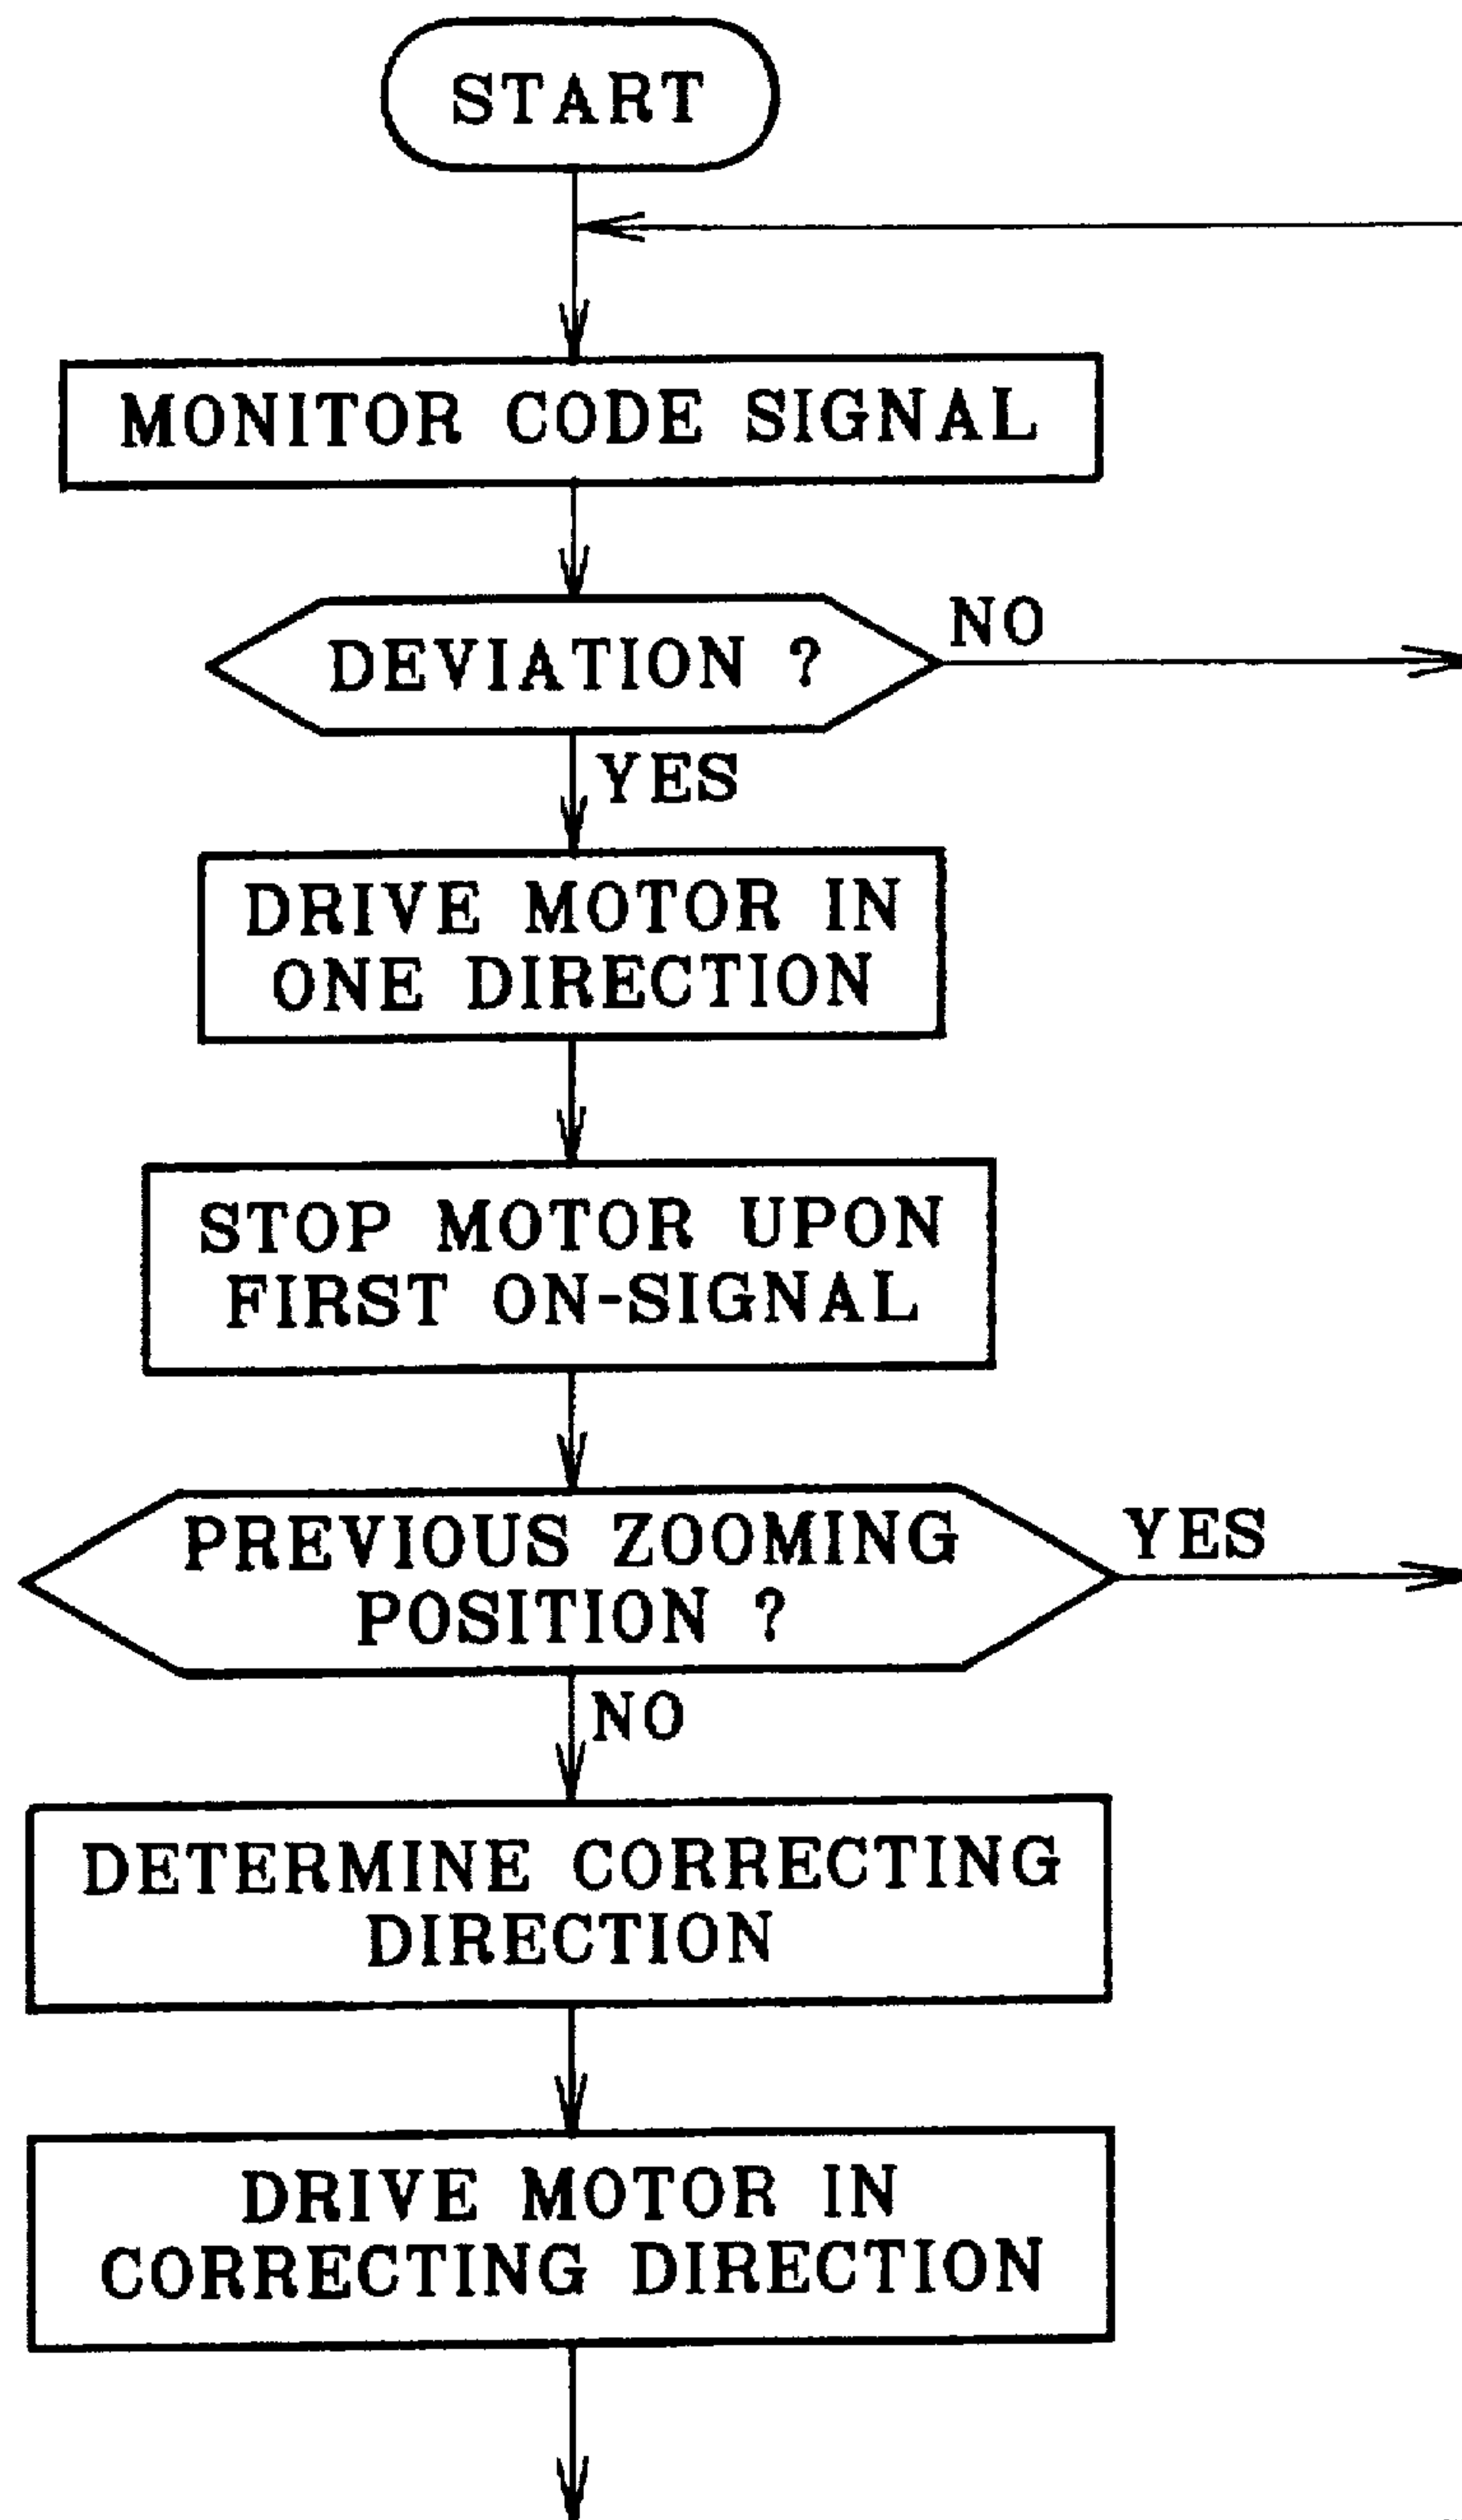 START
MONITOR CODE SIGNAL
DEVIATION ?
NO
YES
DRIVE MOTOR IN
ONE DIRECTION
STOP MOTOR UPON
FIRST ON-SIGNAL
PREVIOUS ZOOMING
POSITION ?
YES
NO
DETERMINE CORRECTING
DIRECTION
DRIVE MOTOR IN
CORRECTING DIRECTION